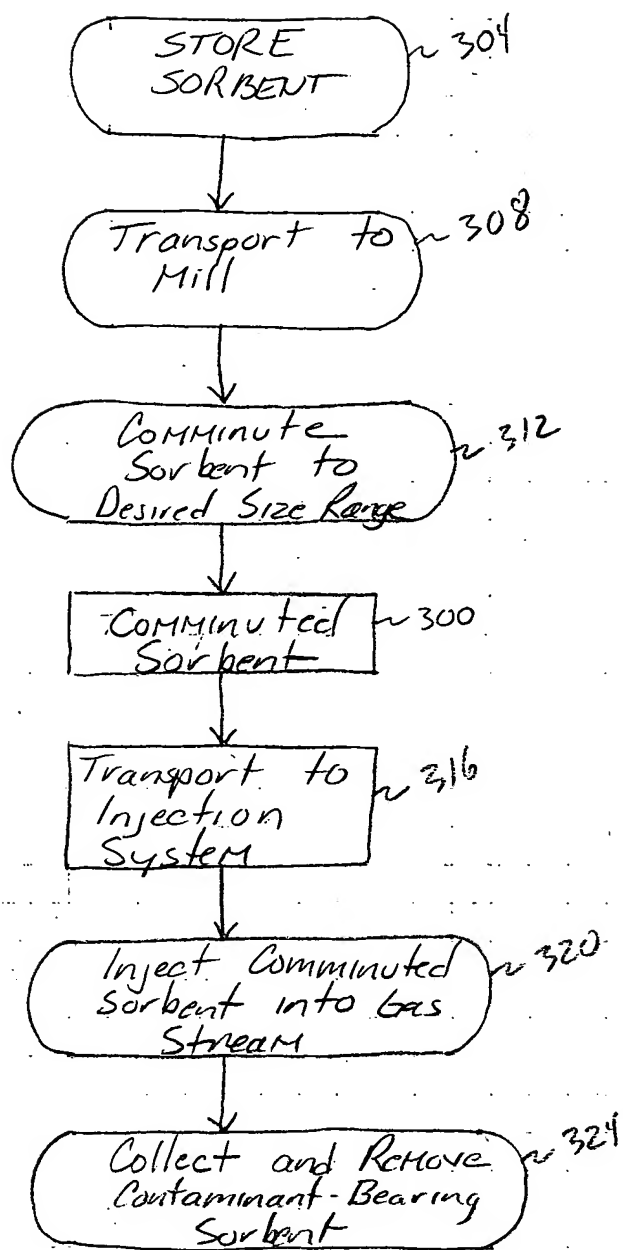 STORE
SORBENT
304
Transport to
Mill
308
Comminute
Sorbent to
Desired Size Range
312
Comminuted
Sorbent
300
Transport to
Injection
System
316
Inject Comminuted
Sorbent into Gas
Stream
320
Collect and Remove
Contaminant-Bearing
Sorbent
324